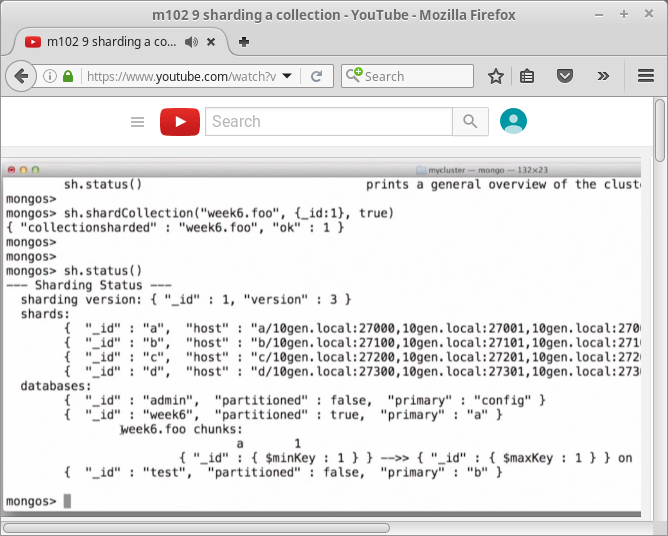 m102 9 sharding a collection - YouTube - Mozilla Firefox
m102 9 sharding a co...
https://www.youtube.com/watch?v
Search
Search
mycluster — mongo — 132×23
sh.status() prints a general overview of the cluste
mongos>
mongos> sh.shardCollection("week6.foo", {_id:1}, true)
{ "collectionsharded" : "week6.foo", "ok" : 1 }
mongos>
mongos>
mongos> sh.status()
--- Sharding Status ---
sharding version: { "_id" : 1, "version" : 3 }
shards:
{ "_id" : "a", "host" : "a/10gen.local:27000,10gen.local:27001,10gen.local:2700
{ "_id" : "b", "host" : "b/10gen.local:27100,10gen.local:27101,10gen.local:2710
{ "_id" : "c", "host" : "c/10gen.local:27200,10gen.local:27201,10gen.local:2720
{ "_id" : "d", "host" : "d/10gen.local:27300,10gen.local:27301,10gen.local:2730
databases:
{ "_id" : "admin", "partitioned" : false, "primary" : "config" }
{ "_id" : "week6", "partitioned" : true, "primary" : "a" }
week6.foo chunks:
a 1
{ "_id" : { $minKey : 1 } } -->> { "_id" : { $maxKey : 1 } } on
{ "_id" : "test", "partitioned" : false, "primary" : "b" }
mongos>